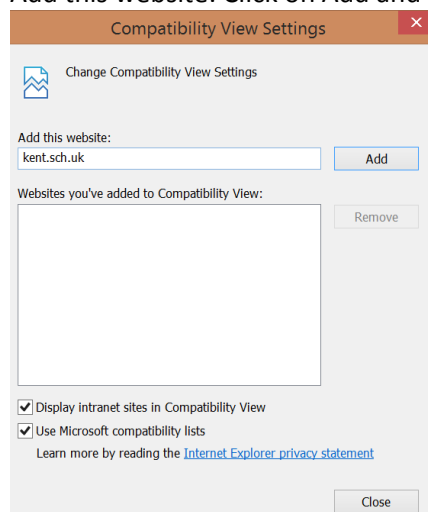 Add this website. Click on Add and
Compatibility View Settings
Change Compatibility View Settings
Add this website:
kent.sch.uk
Add
Websites you've added to Compatibility View:
Remove
Display intranet sites in Compatibility View
Use Microsoft compatibility lists
Learn more by reading the Internet Explorer privacy statement
Close